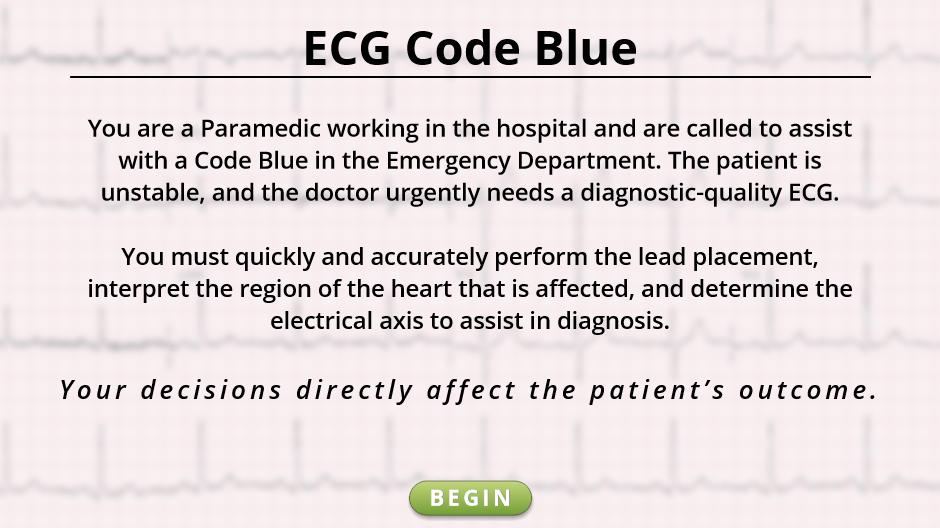 ECG Code Blue
You are a Paramedic working in the hospital and are called to assist
with a Code Blue in the Emergency Department. The patient is
unstable, and the doctor urgently needs a diagnostic-quality ECG.
You must quickly and accurately perform the lead placement,
interpret the region of the heart that is affected, and determine the
electrical axis to assist in diagnosis.
Your decisions directly affect the patient’s outcome.
BEGIN